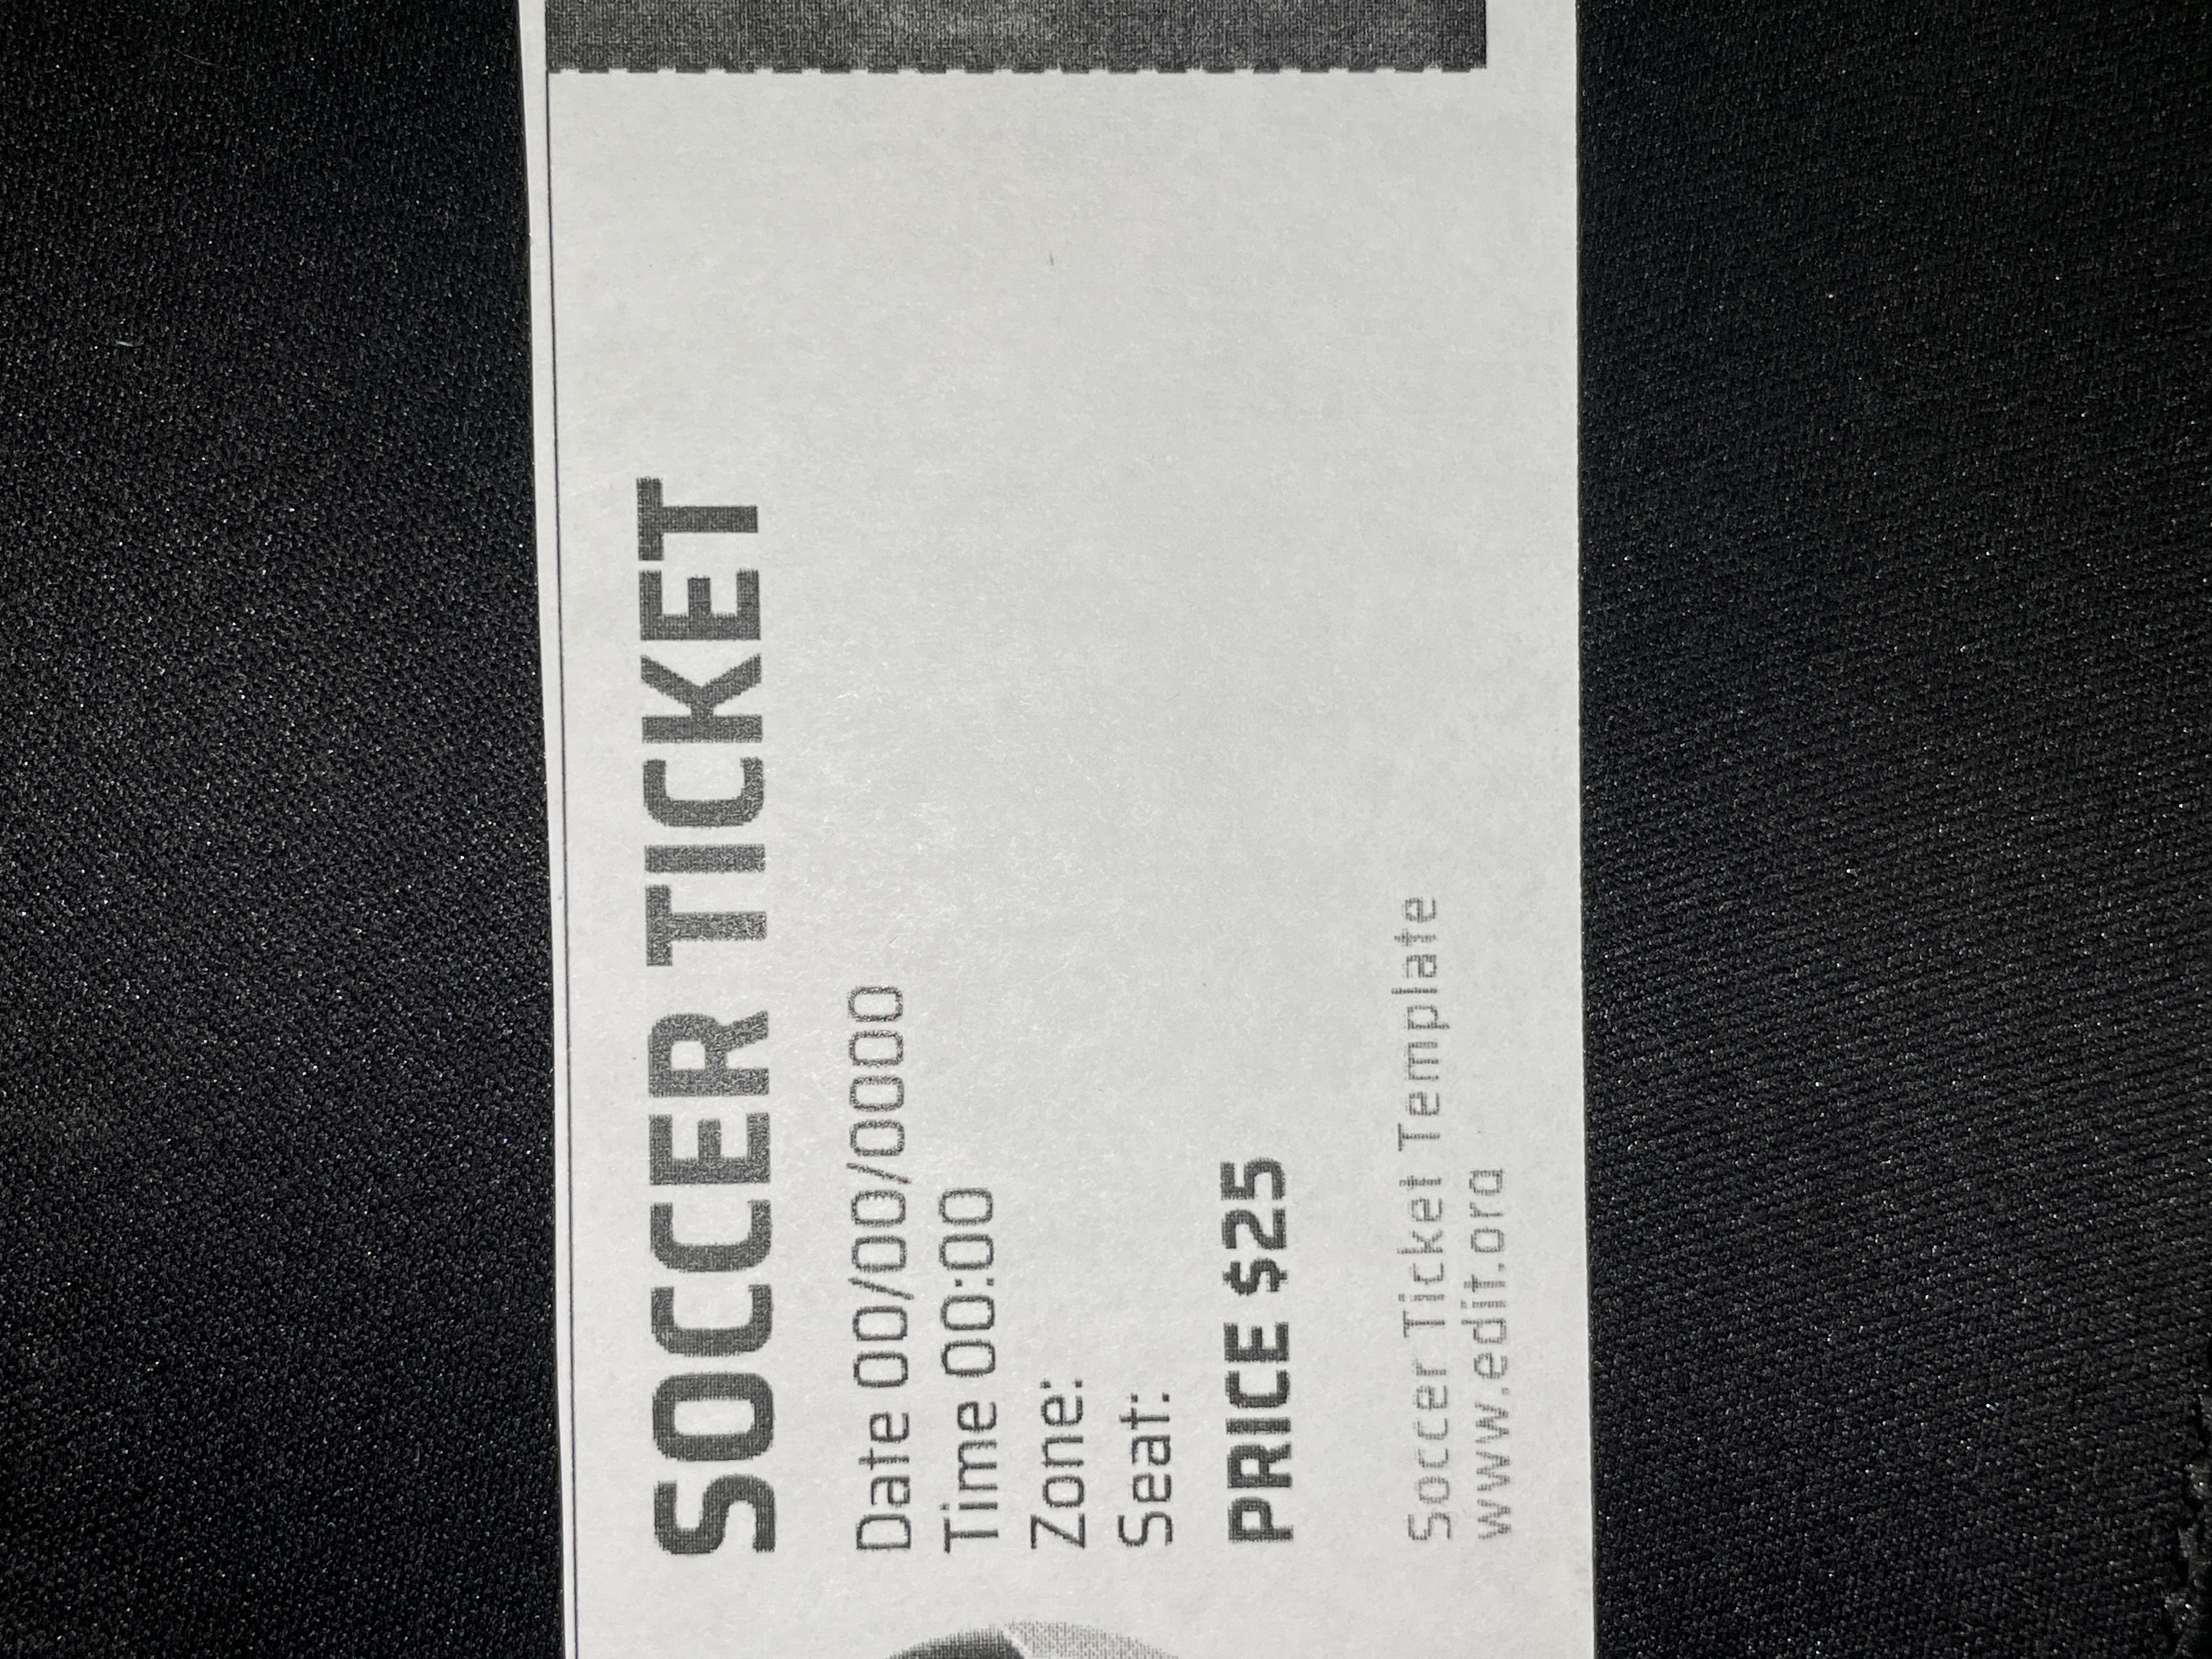 SOCCER TICKET
Date 00/00/0000
Time 00:00
Zone:
Seat:
PRICE $25
Soccer Ticket Template
www.edit.org